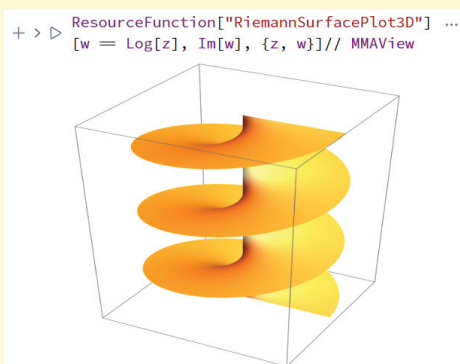 ResourceFunction["RiemannSurfacePlot3D"] ...
[w == Log[z], Im[w], {z, w}]// MMAView